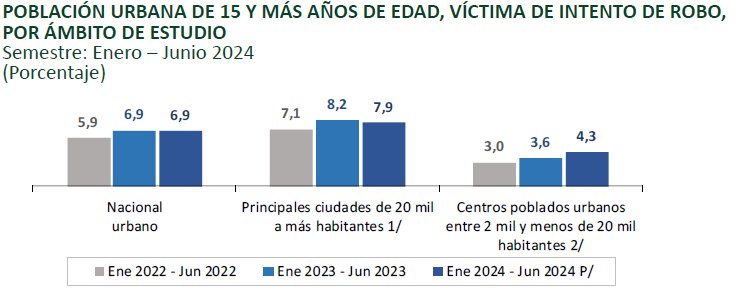 POBLACIÓN URBANA DE 15 Y MÁS AÑOS DE EDAD, VÍCTIMA DE INTENTO DE ROBO,
POR ÁMBITO DE ESTUDIO
Semestre: Enero – Junio 2024
(Porcentaje)
5,9 6,9 6,9
7,1 8,2 7,9
3,0 3,6 4,3
Nacional
urbano
Principales ciudades de 20 mil
a más habitantes 1/
Centros poblados urbanos
entre 2 mil y menos de 20 mil
habitantes 2/
Ene 2022 - Jun 2022 Ene 2023 - Jun 2023 Ene 2024 - Jun 2024 P/